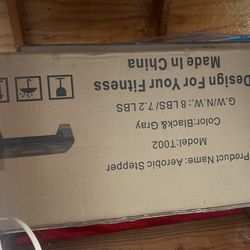 Product Name: Aerobic Stepper
Model: T002
Color:Black& Gray
G.W/N.W.:8 LBS/7.2 LBS
Design For Your Fitness
Made in China